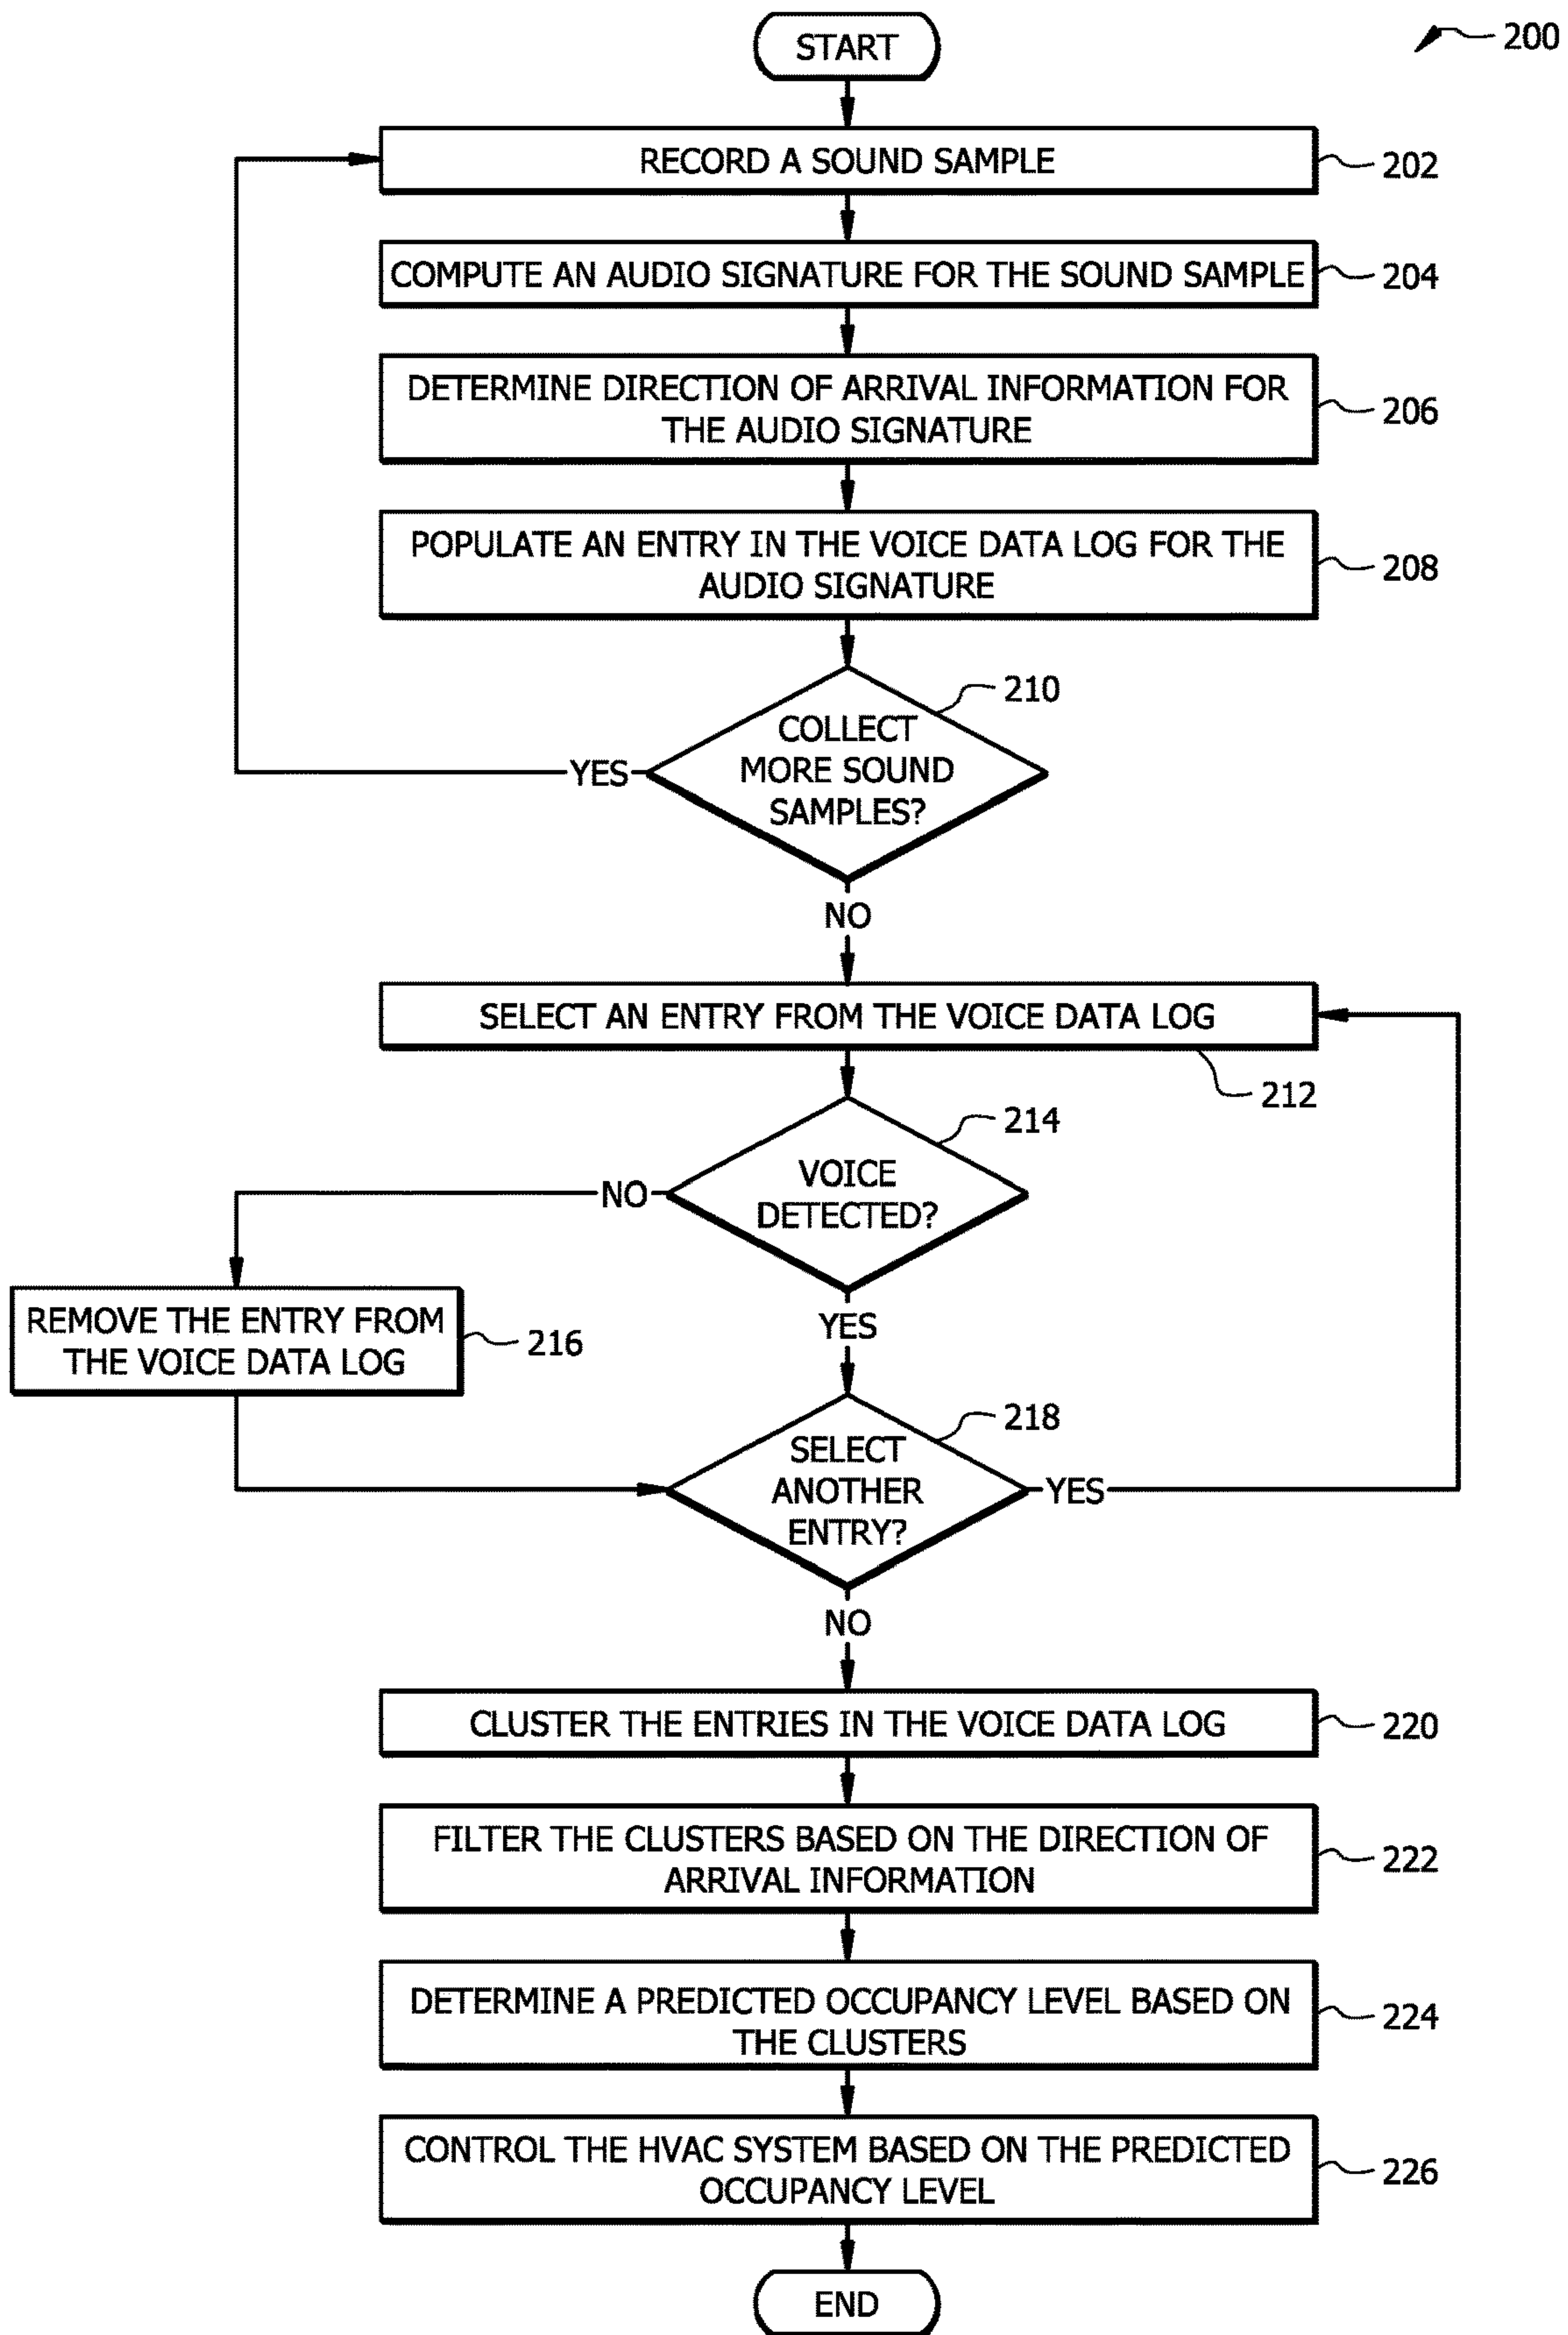 START
200
RECORD A SOUND SAMPLE
202
COMPUTE AN AUDIO SIGNATURE FOR THE SOUND SAMPLE
204
DETERMINE DIRECTION OF ARRIVAL INFORMATION FOR
THE AUDIO SIGNATURE
206
POPULATE AN ENTRY IN THE VOICE DATA LOG FOR THE
AUDIO SIGNATURE
208
210
COLLECT
MORE SOUND
SAMPLES?
YES
NO
SELECT AN ENTRY FROM THE VOICE DATA LOG
212
214
VOICE
DETECTED?
NO
YES
REMOVE THE ENTRY FROM
THE VOICE DATA LOG
216
218
SELECT
ANOTHER
ENTRY?
YES
NO
CLUSTER THE ENTRIES IN THE VOICE DATA LOG
220
FILTER THE CLUSTERS BASED ON THE DIRECTION OF
ARRIVAL INFORMATION
222
DETERMINE A PREDICTED OCCUPANCY LEVEL BASED ON
THE CLUSTERS
224
CONTROL THE HVAC SYSTEM BASED ON THE PREDICTED
OCCUPANCY LEVEL
226
END